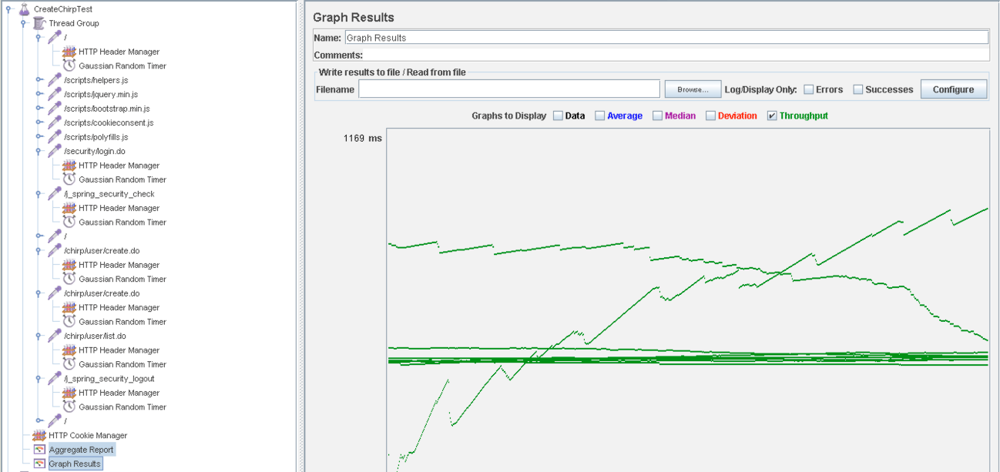 CreateChirpTest
Thread Group
/
HTTP Header Manager
Gaussian Random Timer
/scripts/helpers.js
/scripts/jquery.min.js
/scripts/bootstrap.min.js
/scripts/cookieconsent.js
/scripts/polyfills.js
/security/login.do
HTTP Header Manager
Gaussian Random Timer
/j_spring_security_check
HTTP Header Manager
Gaussian Random Timer
/
/chirp/user/create.do
HTTP Header Manager
Gaussian Random Timer
/chirp/user/create.do
HTTP Header Manager
Gaussian Random Timer
/chirp/user/list.do
HTTP Header Manager
Gaussian Random Timer
/j_spring_security_logout
HTTP Header Manager
Gaussian Random Timer
/
HTTP Cookie Manager
Aggregate Report
Graph Results
Graph Results
Name: Graph Results
Comments:
Write results to file / Read from file
Filename Browse... Log/Display Only: Errors Successes Configure
Graphs to Display Data Average Median Deviation Throughput
1169 ms